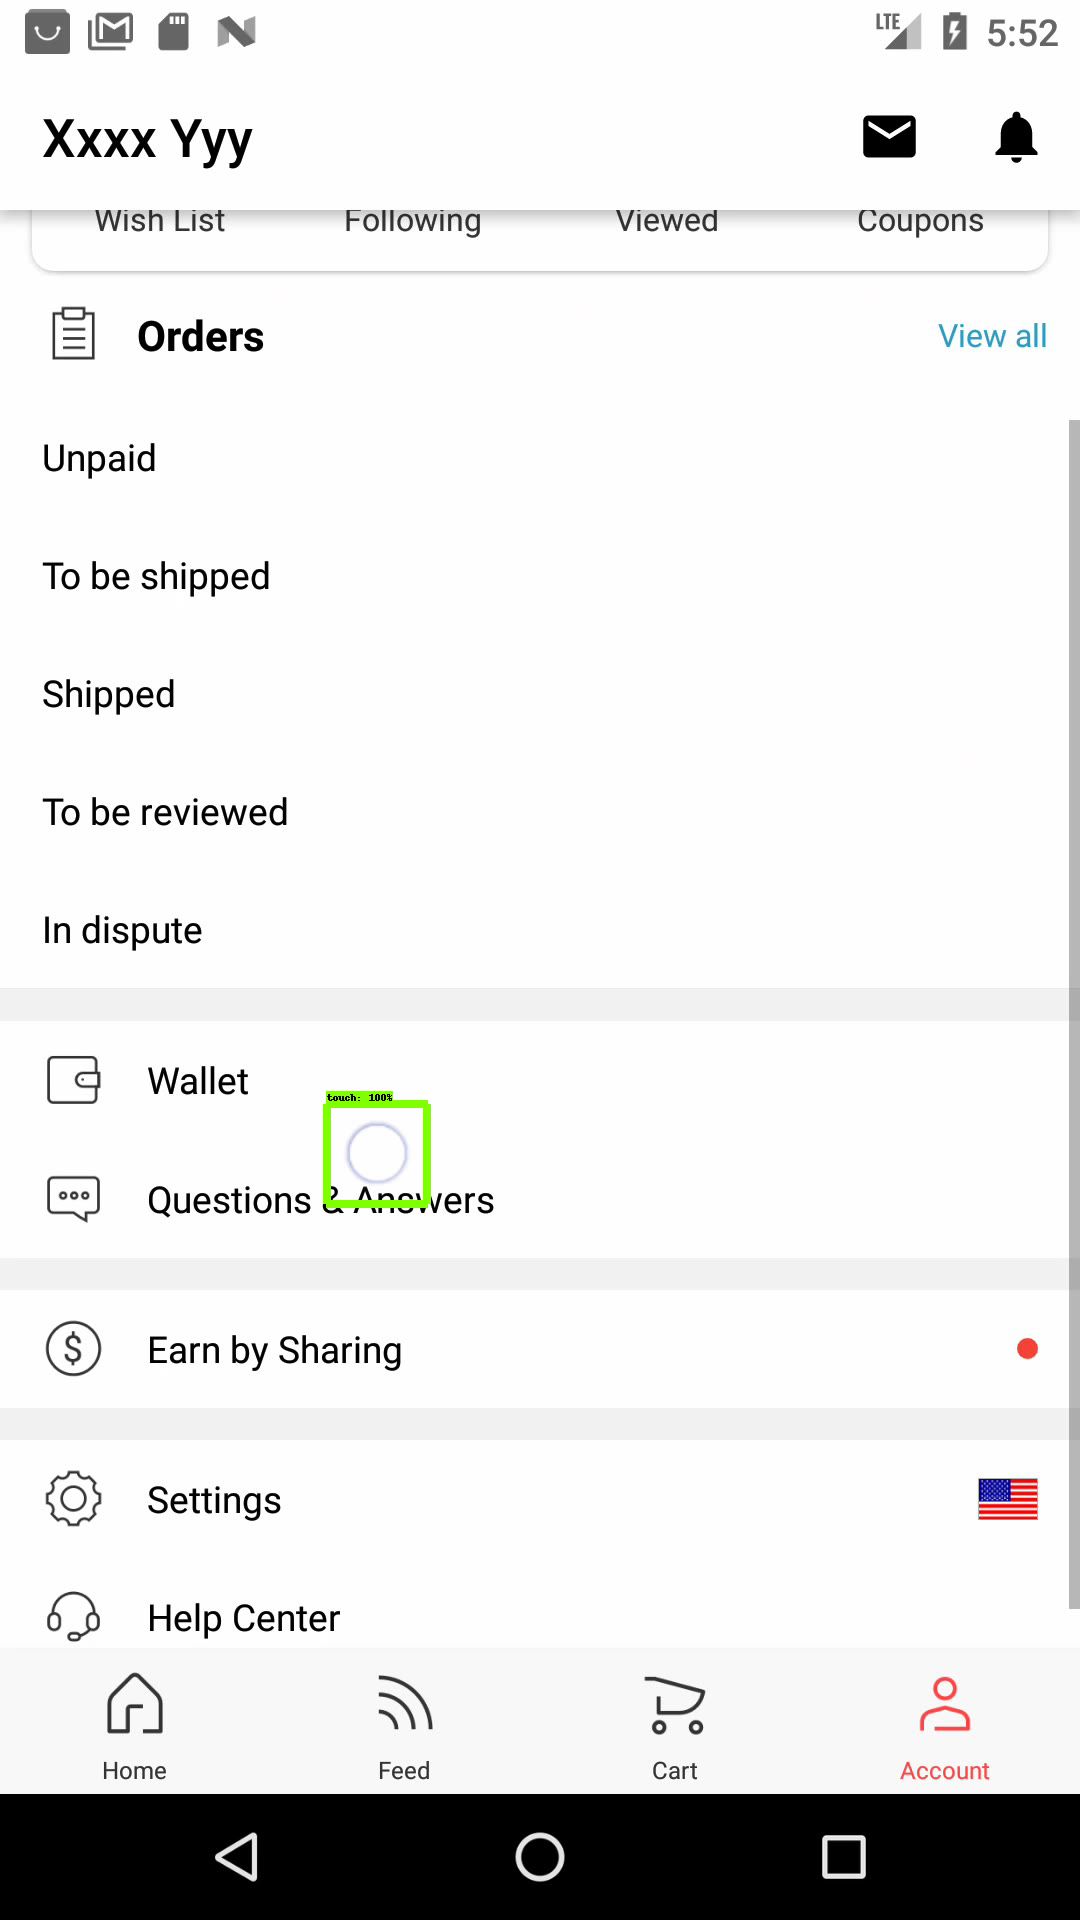 LTE 5:52
Xxxx Yyy
Wish List Following Viewed Coupons
Orders View all
Unpaid
To be shipped
Shipped
To be reviewed
In dispute
Wallet
touch: 100%
Questions & Answers
Earn by Sharing
Settings
Help Center
Home Feed Cart Account